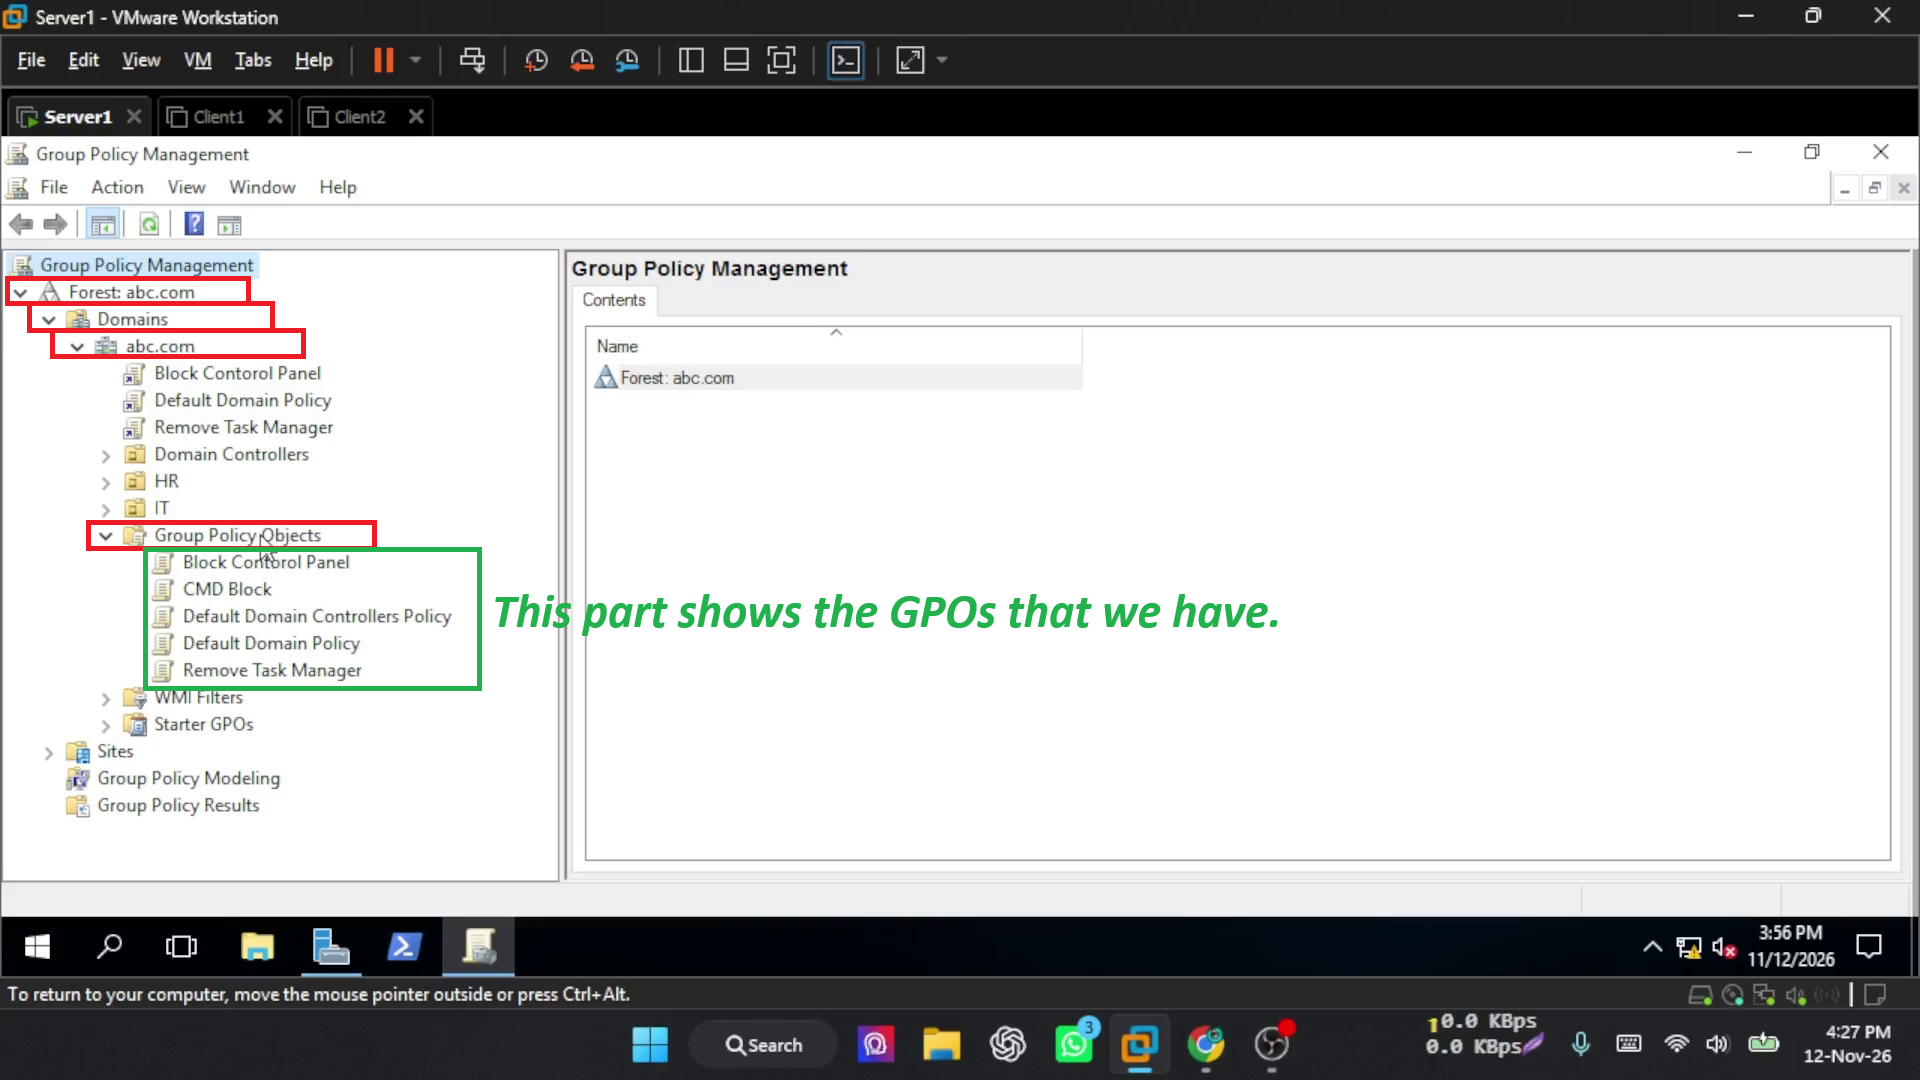 Server1 - VMware Workstation
File Edit View VM Tabs Help
Server1 Client1 Client2
Group Policy Management
File Action View Window Help
Group Policy Management
Forest: abc.com
Domains
abc.com
Block Contorol Panel
Default Domain Policy
Remove Task Manager
Domain Controllers
HR
IT
Group Policy Objects
Block Contorol Panel
CMD Block
Default Domain Controllers Policy
Default Domain Policy
Remove Task Manager
WMI Filters
Starter GPOs
Sites
Group Policy Modeling
Group Policy Results
Group Policy Management
Contents
Name
Forest: abc.com
This part shows the GPOs that we have.
3:56 PM
11/12/2026
To return to your computer, move the mouse pointer outside or press Ctrl+Alt.
Search
3
0.0 KBps
0.0 KBps
4:27 PM
12-Nov-26